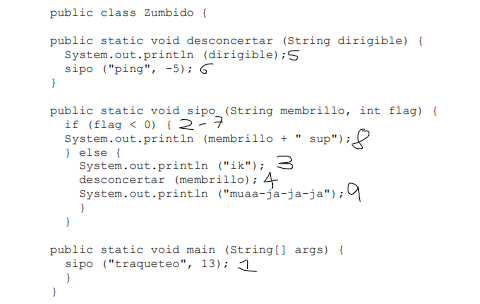 public class Zumbido {
public static void desconcertar (String dirigible) {
System.out.println (dirigible); 5
sipo ("ping", -5); 6
}
public static void sipo (String membrillo, int flag) {
if (flag < 0) { 2-7
System.out.println (membrillo + " sup"); 8
} else {
System.out.println ("ik"); 3
desconcertar (membrillo); 4
System.out.println ("muaa-ja-ja-ja"); 9
}
}
public static void main (String[] args) {
sipo ("traqueteo", 13); 1
}
}